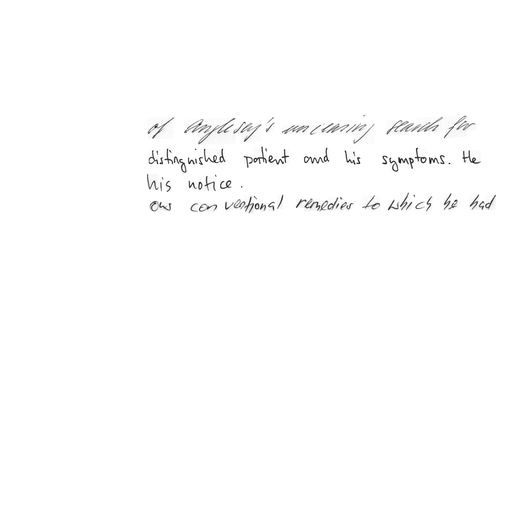 of Anglesey's unceasing search for
distinguished patient and his symptoms. He
his notice.
our conventional remedies to which he had